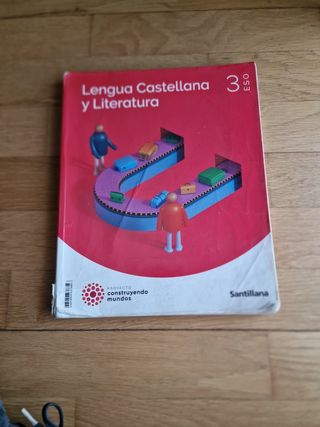 Lengua Castellana
y Literatura
3
ESO
PROYECTO
construyendo
mundos
Santillana